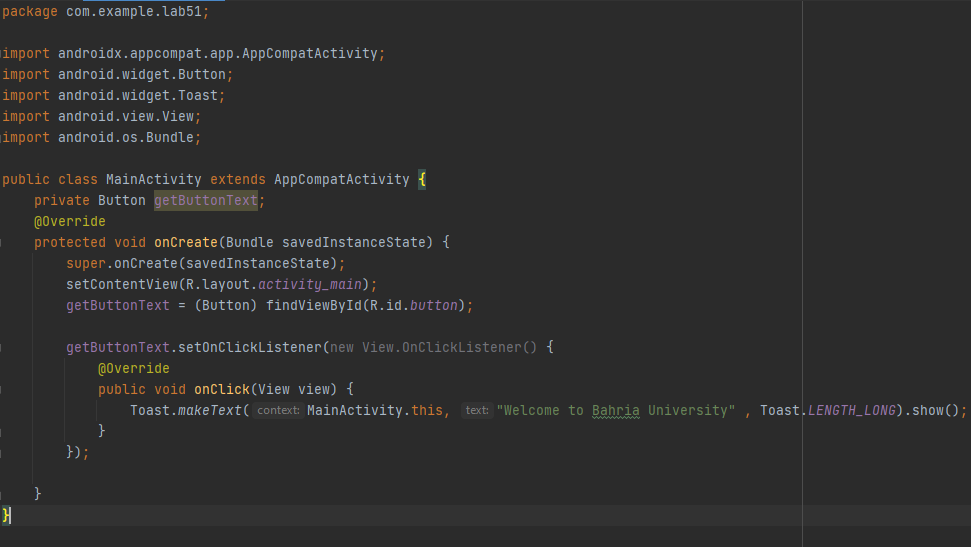 package com.example.lab51;
import androidx.appcompat.app.AppCompatActivity;
import android.widget.Button;
import android.widget.Toast;
import android.view.View;
import android.os.Bundle;
public class MainActivity extends AppCompatActivity {
private Button getButtonText;
@Override
protected void onCreate(Bundle savedInstanceState) {
super.onCreate(savedInstanceState);
setContentView(R.layout.activity_main);
getButtonText = (Button) findViewById(R.id.button);
getButtonText.setOnClickListener(new View.OnClickListener() {
@Override
public void onClick(View view) {
Toast.makeText( context: MainActivity.this, text: "Welcome to Bahria University" , Toast.LENGTH_LONG).show();
}
});
}
}